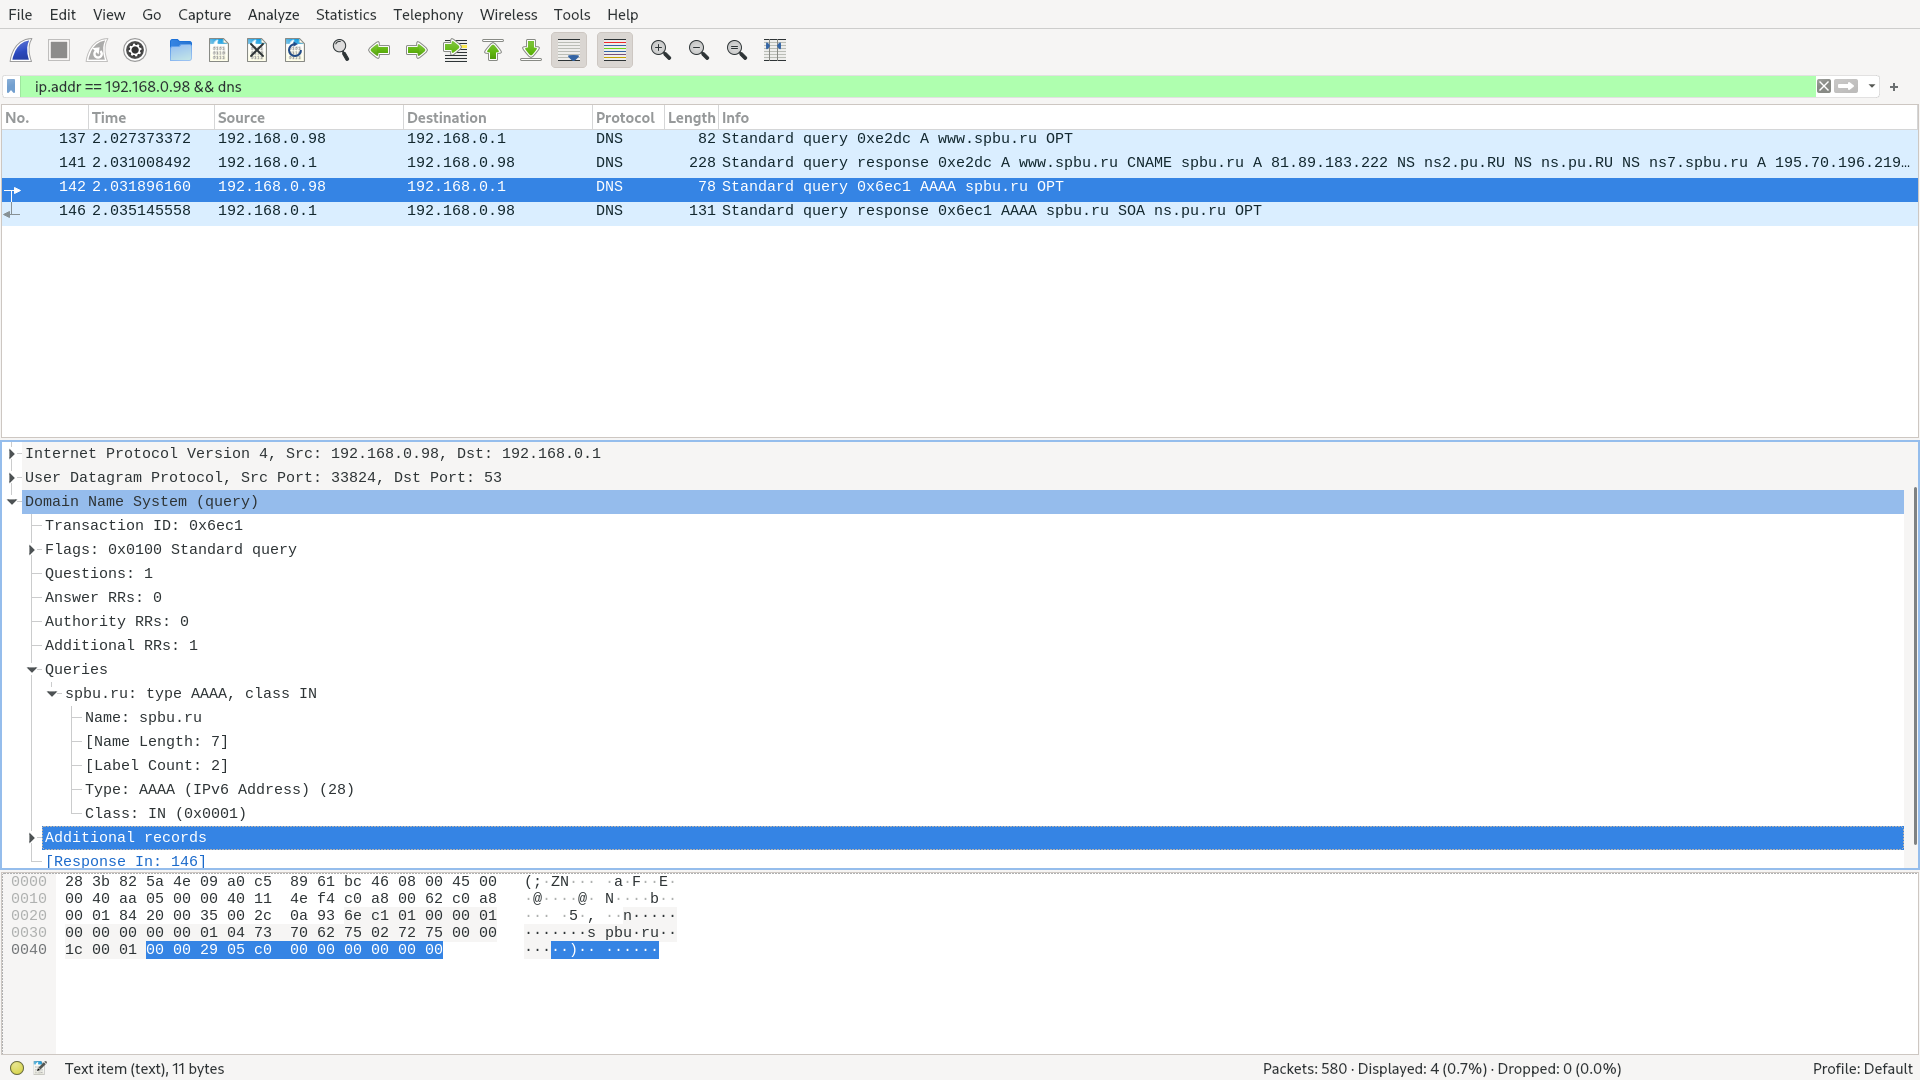 File Edit View Go Capture Analyze Statistics Telephony Wireless Tools Help
ip.addr == 192.168.0.98 && dns
No. Time Source Destination Protocol Length Info
137 2.027373372 192.168.0.98 192.168.0.1 DNS 82 Standard query 0xe2dc A www.spbu.ru OPT
141 2.031008492 192.168.0.1 192.168.0.98 DNS 228 Standard query response 0xe2dc A www.spbu.ru CNAME spbu.ru A 81.89.183.222 NS ns2.pu.RU NS ns.pu.RU NS ns7.spbu.ru A 195.70.196.219…
142 2.031896160 192.168.0.98 192.168.0.1 DNS 78 Standard query 0x6ec1 AAAA spbu.ru OPT
146 2.035145558 192.168.0.1 192.168.0.98 DNS 131 Standard query response 0x6ec1 AAAA spbu.ru SOA ns.pu.ru OPT
Internet Protocol Version 4, Src: 192.168.0.98, Dst: 192.168.0.1
User Datagram Protocol, Src Port: 33824, Dst Port: 53
Domain Name System (query)
Transaction ID: 0x6ec1
Flags: 0x0100 Standard query
Questions: 1
Answer RRs: 0
Authority RRs: 0
Additional RRs: 1
Queries
spbu.ru: type AAAA, class IN
Name: spbu.ru
[Name Length: 7]
[Label Count: 2]
Type: AAAA (IPv6 Address) (28)
Class: IN (0x0001)
Additional records
[Response In: 146]
0000 28 3b 82 5a 4e 09 a0 c5 89 61 bc 46 08 00 45 00 (;·ZN··· ·a·F··E·
0010 00 40 aa 05 00 00 40 11 4e f4 c0 a8 00 62 c0 a8 ·@····@· N····b··
0020 00 01 84 20 00 35 00 2c 0a 93 6e c1 01 00 00 01 ··· ·5·, ··n·····
0030 00 00 00 00 00 01 04 73 70 62 75 02 72 75 00 00 ·······s pbu·ru··
0040 1c 00 01 00 00 29 05 c0 00 00 00 00 00 00 ·····)·· ······
Text item (text), 11 bytes Packets: 580 · Displayed: 4 (0.7%) · Dropped: 0 (0.0%) Profile: Default